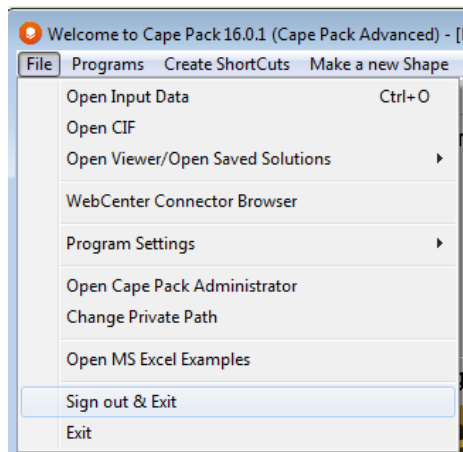 Welcome to Cape Pack 16.0.1 (Cape Pack Advanced) - [
File Programs Create ShortCuts Make a new Shape
Open Input Data Ctrl+O
Open CIF
Open Viewer/Open Saved Solutions
WebCenter Connector Browser
Program Settings
Open Cape Pack Administrator
Change Private Path
Open MS Excel Examples
Sign out & Exit
Exit